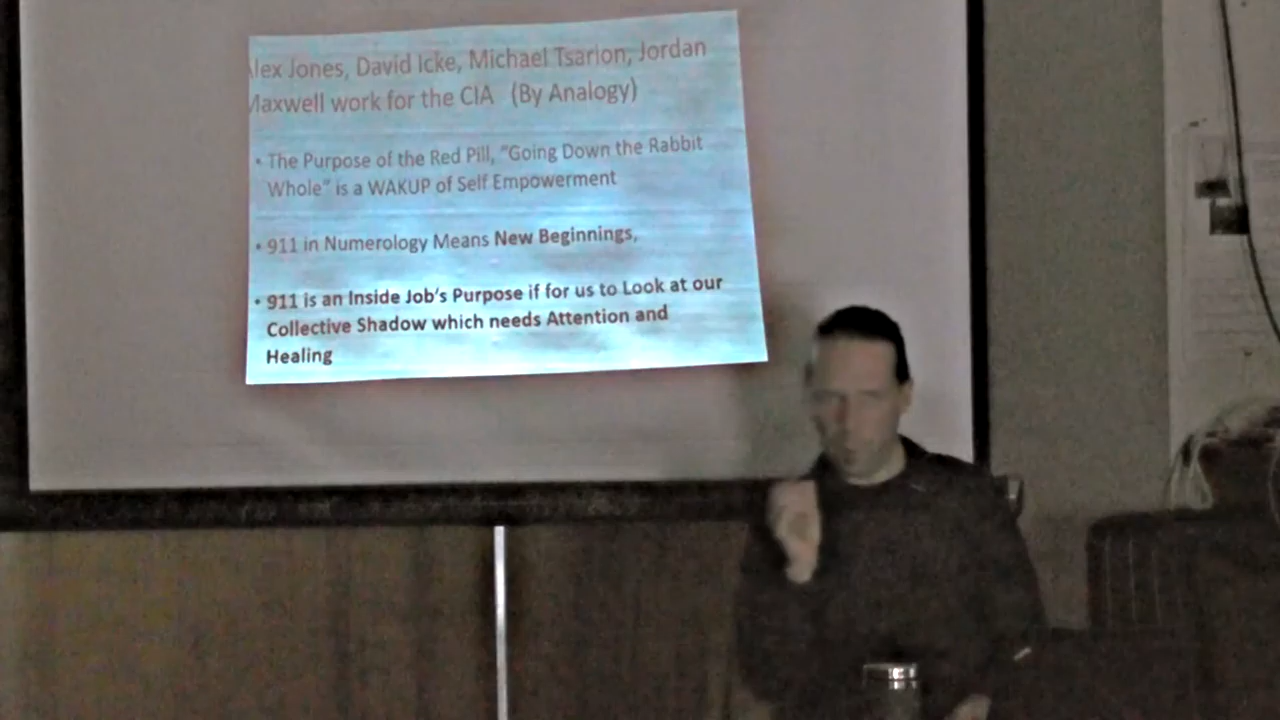 lex Jones, David Icke, Michael Tsarion, Jordan
Maxwell work for the CIA (By Analogy)
• The Purpose of the Red Pill, "Going Down the Rabbit
Whole" is a WAKUP of Self Empowerment
• 911 in Numerology Means New Beginnings,
• 911 is an Inside Job's Purpose if for us to Look at our
Collective Shadow which needs Attention and
Healing